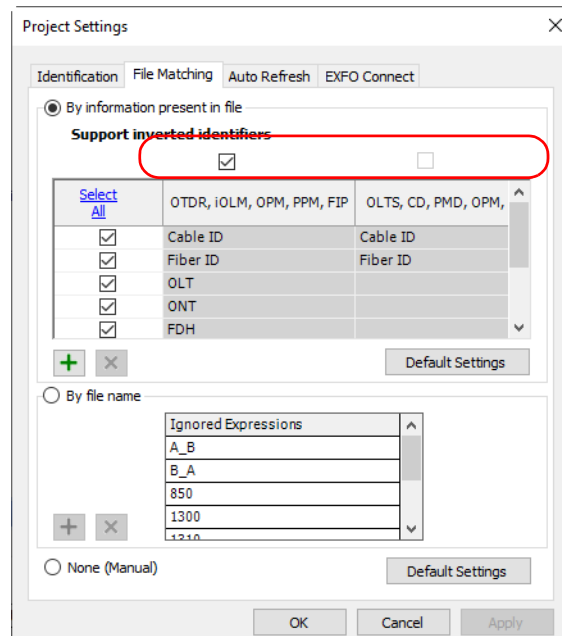 Project Settings
Identification File Matching Auto Refresh EXFO Connect
By information present in file
Support inverted identifiers
Select All OTDR, iOLM, OPM, PPM, FIP OLTS, CD, PMD, OPM,
Cable ID Cable ID
Fiber ID Fiber ID
OLT
ONT
FDH
Default Settings
By file name
Ignored Expressions
A_B
B_A
850
1300
1310
None (Manual) Default Settings
OK Cancel Apply